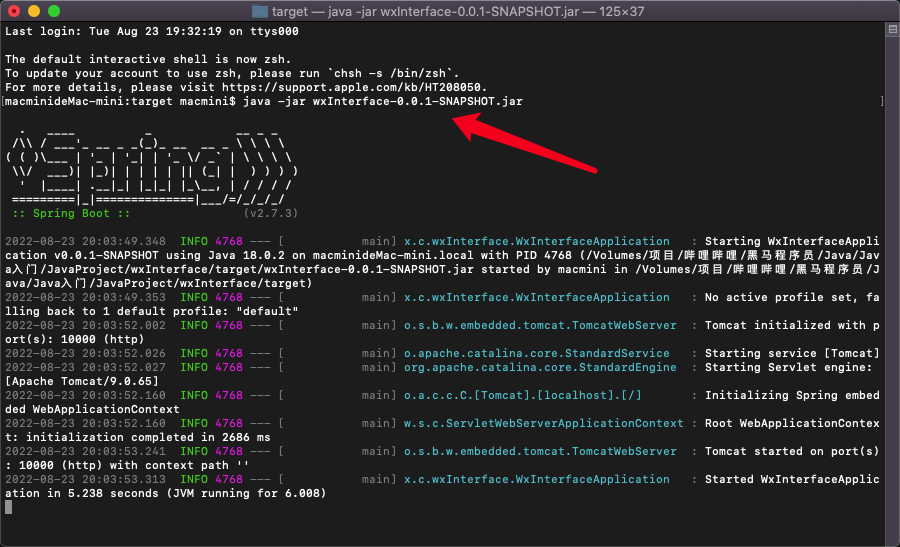 target — java -jar wxInterface-0.0.1-SNAPSHOT.jar — 125×37
Last login: Tue Aug 23 19:32:19 on ttys000
The default interactive shell is now zsh.
To update your account to use zsh, please run `chsh -s /bin/zsh`.
For more details, please visit https://support.apple.com/kb/HT208050.
[macminideMac-mini:target macmini$ java -jar wxInterface-0.0.1-SNAPSHOT.jar ]
  .   ____          _            __ _ _
 /\\ / ___'_ __ _ _(_)_ __  __ _ \ \ \ \
( ( )\___ | '_ | '_| | '_ \/ _` | \ \ \ \
 \\/  ___)| |_)| | | | | || (_| |  ) ) ) )
  '  |____| .__|_| |_|_| |_\__, | / / / /
 =========|_|==============|___/=/_/_/_/
 :: Spring Boot ::                (v2.7.3)
2022-08-23 20:03:49.348  INFO 4768 --- [           main] x.c.wxInterface.WxInterfaceApplication   : Starting WxInterfaceAppli
cation v0.0.1-SNAPSHOT using Java 18.0.2 on macminideMac-mini.local with PID 4768 (/Volumes/项目/哔哩哔哩/黑马程序员/Java/Jav
a入门/JavaProject/wxInterface/target/wxInterface-0.0.1-SNAPSHOT.jar started by macmini in /Volumes/项目/哔哩哔哩/黑马程序员/J
ava/Java入门/JavaProject/wxInterface/target)
2022-08-23 20:03:49.353  INFO 4768 --- [           main] x.c.wxInterface.WxInterfaceApplication   : No active profile set, fa
lling back to 1 default profile: "default"
2022-08-23 20:03:52.002  INFO 4768 --- [           main] o.s.b.w.embedded.tomcat.TomcatWebServer  : Tomcat initialized with p
ort(s): 10000 (http)
2022-08-23 20:03:52.026  INFO 4768 --- [           main] o.apache.catalina.core.StandardService   : Starting service [Tomcat]
2022-08-23 20:03:52.027  INFO 4768 --- [           main] org.apache.catalina.core.StandardEngine  : Starting Servlet engine:
[Apache Tomcat/9.0.65]
2022-08-23 20:03:52.160  INFO 4768 --- [           main] o.a.c.c.C.[Tomcat].[localhost].[/]       : Initializing Spring embed
ded WebApplicationContext
2022-08-23 20:03:52.160  INFO 4768 --- [           main] w.s.c.ServletWebServerApplicationContext : Root WebApplicationContex
t: initialization completed in 2686 ms
2022-08-23 20:03:53.241  INFO 4768 --- [           main] o.s.b.w.embedded.tomcat.TomcatWebServer  : Tomcat started on port(s)
: 10000 (http) with context path ''
2022-08-23 20:03:53.313  INFO 4768 --- [           main] x.c.wxInterface.WxInterfaceApplication   : Started WxInterfaceApplic
ation in 5.238 seconds (JVM running for 6.008)